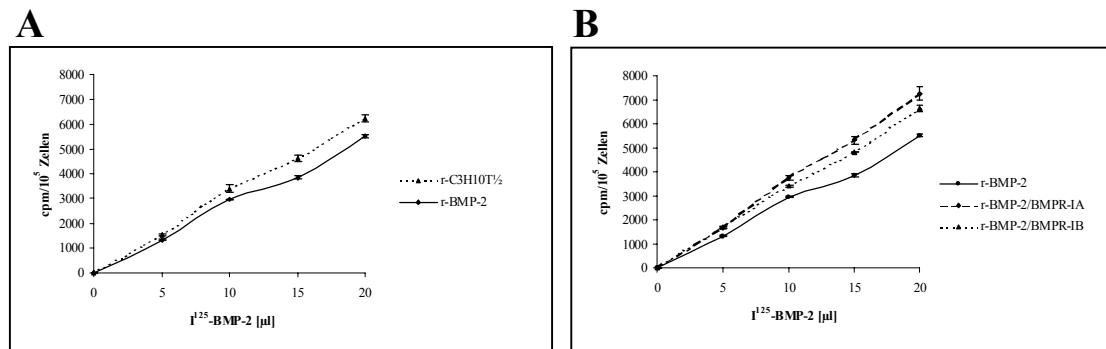 A
8000
7000
6000
5000
4000
3000
2000
1000
0
cpm/10⁵ Zellen
0 5 10 15 20
I¹²⁵-BMP-2 [µl]
r-C3H10T½
r-BMP-2
B
8000
7000
6000
5000
4000
3000
2000
1000
0
cpm/10⁵ Zellen
0 5 10 15 20
I¹²⁵-BMP-2 [µl]
r-BMP-2
r-BMP-2/BMPR-IA
r-BMP-2/BMPR-IB